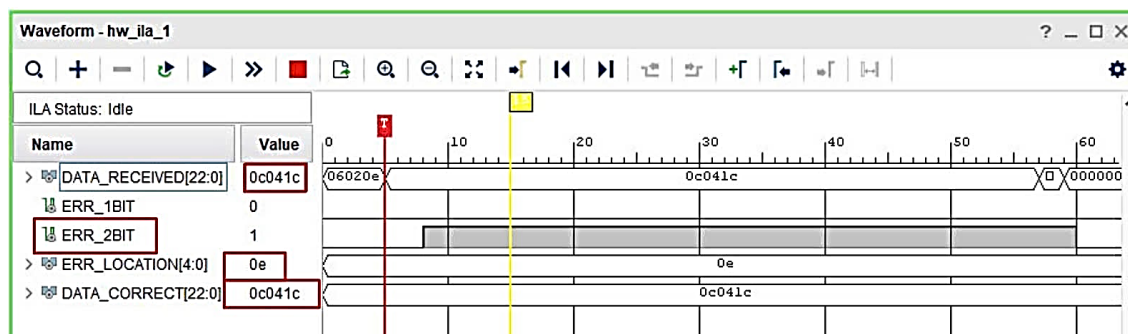 Waveform - hw_ila_1
ILA Status: Idle
Name Value 0 10 20 30 40 50 60
T
DATA_RECEIVED[22:0] 0c041c 06020e 0c041c 000000
ERR_1BIT 0
ERR_2BIT 1
ERR_LOCATION[4:0] 0e 0e
DATA_CORRECT[22:0] 0c041c 0c041c